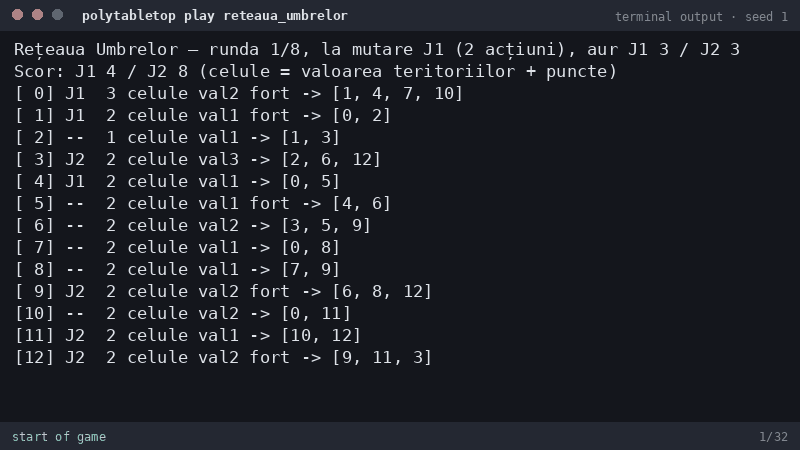 polytabletop play reteaua_umbrelor
terminal output · seed 1
Rețeaua Umbrelor — runda 1/8, la mutare J1 (2 acțiuni), aur J1 3 / J2 3
Scor: J1 4 / J2 8 (celule = valoarea teritoriilor + puncte)
[ 0] J1  3 celule val2 fort -> [1, 4, 7, 10]
[ 1] J1  2 celule val1 fort -> [0, 2]
[ 2] --  1 celule val1 -> [1, 3]
[ 3] J2  2 celule val3 -> [2, 6, 12]
[ 4] J1  2 celule val1 -> [0, 5]
[ 5] --  2 celule val1 fort -> [4, 6]
[ 6] --  2 celule val2 -> [3, 5, 9]
[ 7] --  2 celule val1 -> [0, 8]
[ 8] --  2 celule val1 -> [7, 9]
[ 9] J2  2 celule val2 fort -> [6, 8, 12]
[10] --  2 celule val2 -> [0, 11]
[11] J2  2 celule val1 -> [10, 12]
[12] J2  2 celule val2 fort -> [9, 11, 3]
start of game
1/32